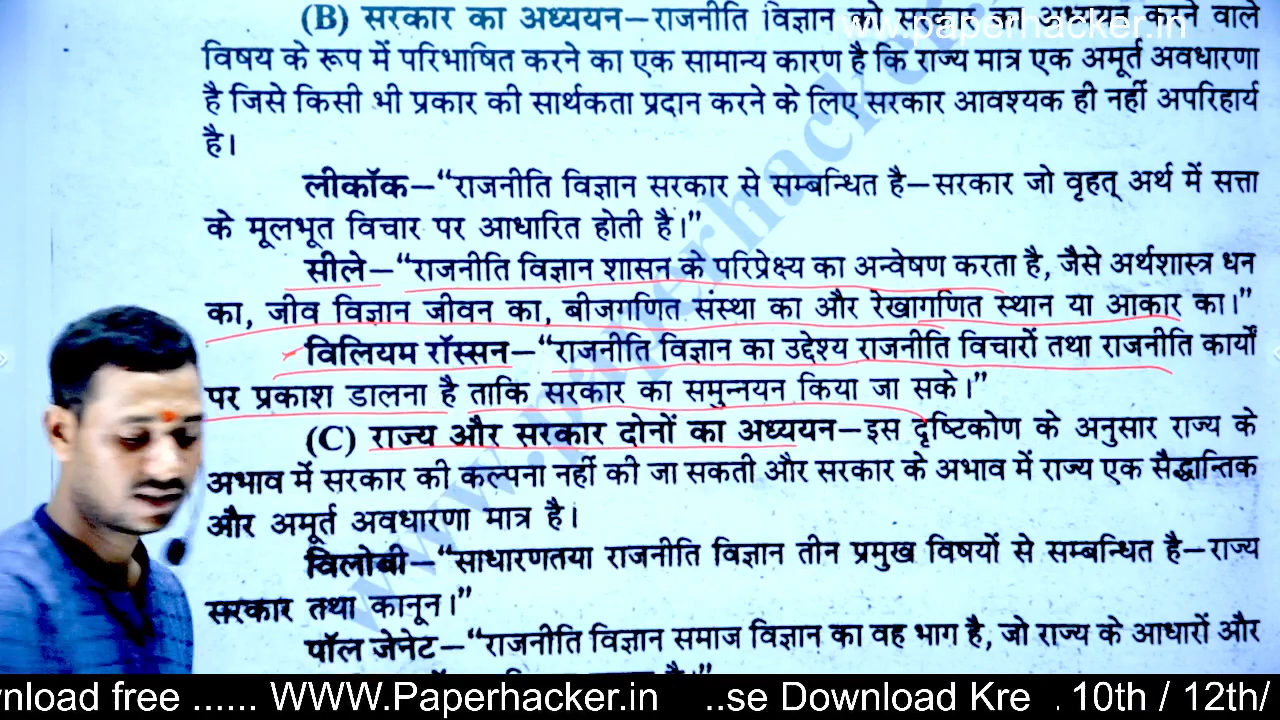 (B) सरकार का अध्ययन–राजनीति विज्ञान को सरकार का अध्ययन करने वाले
www.paperhacker.in
विषय के रूप में परिभाषित करने का एक सामान्य कारण है कि राज्य मात्र एक अमूर्त अवधारणा
है जिसे किसी भी प्रकार की सार्थकता प्रदान करने के लिए सरकार आवश्यक ही नहीं अपरिहार्य
है।
लीकॉक–“राजनीति विज्ञान सरकार से सम्बन्धित है–सरकार जो वृहत् अर्थ में सत्ता
के मूलभूत विचार पर आधारित होती है।”
सीले–“राजनीति विज्ञान शासन के परिप्रेक्ष्य का अन्वेषण करता है, जैसे अर्थशास्त्र धन
का, जीव विज्ञान जीवन का, बीजगणित संस्था का और रेखागणित स्थान या आकार का।”
विलियम रॉस्सन–“राजनीति विज्ञान का उद्देश्य राजनीति विचारों तथा राजनीति कार्यों
पर प्रकाश डालना है ताकि सरकार का समुन्नयन किया जा सके।”
(C) राज्य और सरकार दोनों का अध्ययन–इस दृष्टिकोण के अनुसार राज्य के
अभाव में सरकार की कल्पना नहीं की जा सकती और सरकार के अभाव में राज्य एक सैद्धान्तिक
और अमूर्त अवधारणा मात्र है।
विलोबी–“साधारणतया राजनीति विज्ञान तीन प्रमुख विषयों से सम्बन्धित है–राज्य
सरकार तथा कानून।”
पॉल जेनेट–“राजनीति विज्ञान समाज विज्ञान का वह भाग है, जो राज्य के आधारों और
www.paperhacker
wnload free ...... WWW.Paperhacker.in ..se Download Kre . 10th / 12th/